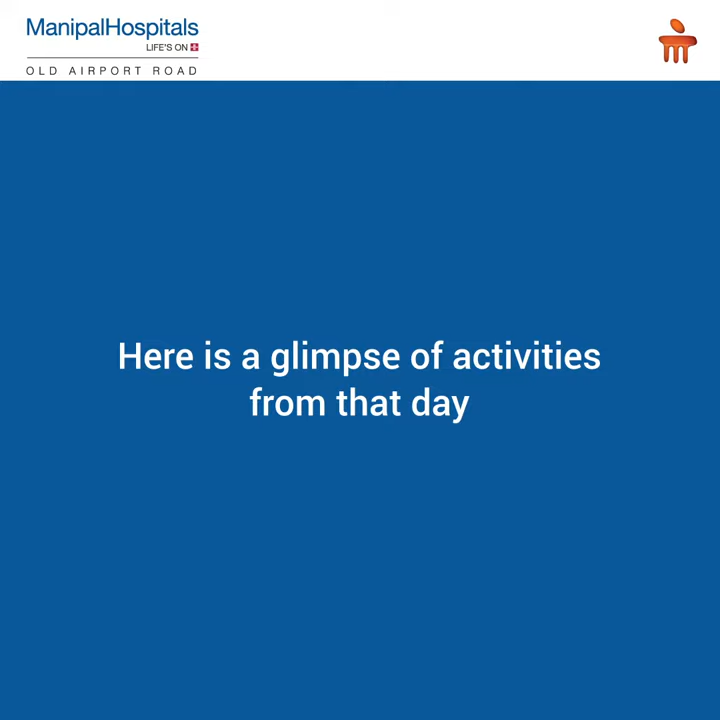 ManipalHospitals
LIFE'S ON
OLD AIRPORT ROAD
Here is a glimpse of activities
from that day